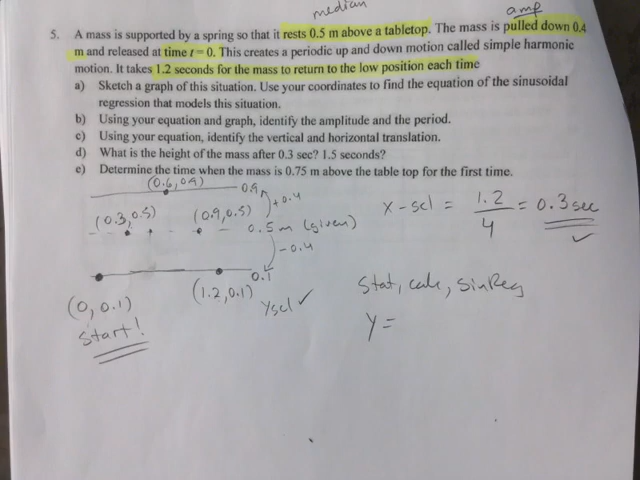 median
amp
5. A mass is supported by a spring so that it rests 0.5 m above a tabletop. The mass is pulled down 0.4
m and released at time t = 0. This creates a periodic up and down motion called simple harmonic
motion. It takes 1.2 seconds for the mass to return to the low position each time
a) Sketch a graph of this situation. Use your coordinates to find the equation of the sinusoidal
regression that models this situation.
b) Using your equation and graph, identify the amplitude and the period.
c) Using your equation, identify the vertical and horizontal translation.
d) What is the height of the mass after 0.3 sec? 1.5 seconds?
e) Determine the time when the mass is 0.75 m above the table top for the first time.
(0.6, 0.9) 0.9
+0.4
(0.3, 0.5) (0.9, 0.5) 0.5m (given)
x-scl = 1.2/4 = 0.3 sec ✓
-0.4
0.1
(0, 0.1) (1.2, 0.1) Yscl ✓
Start!
Stat, calc, SinReg
y =